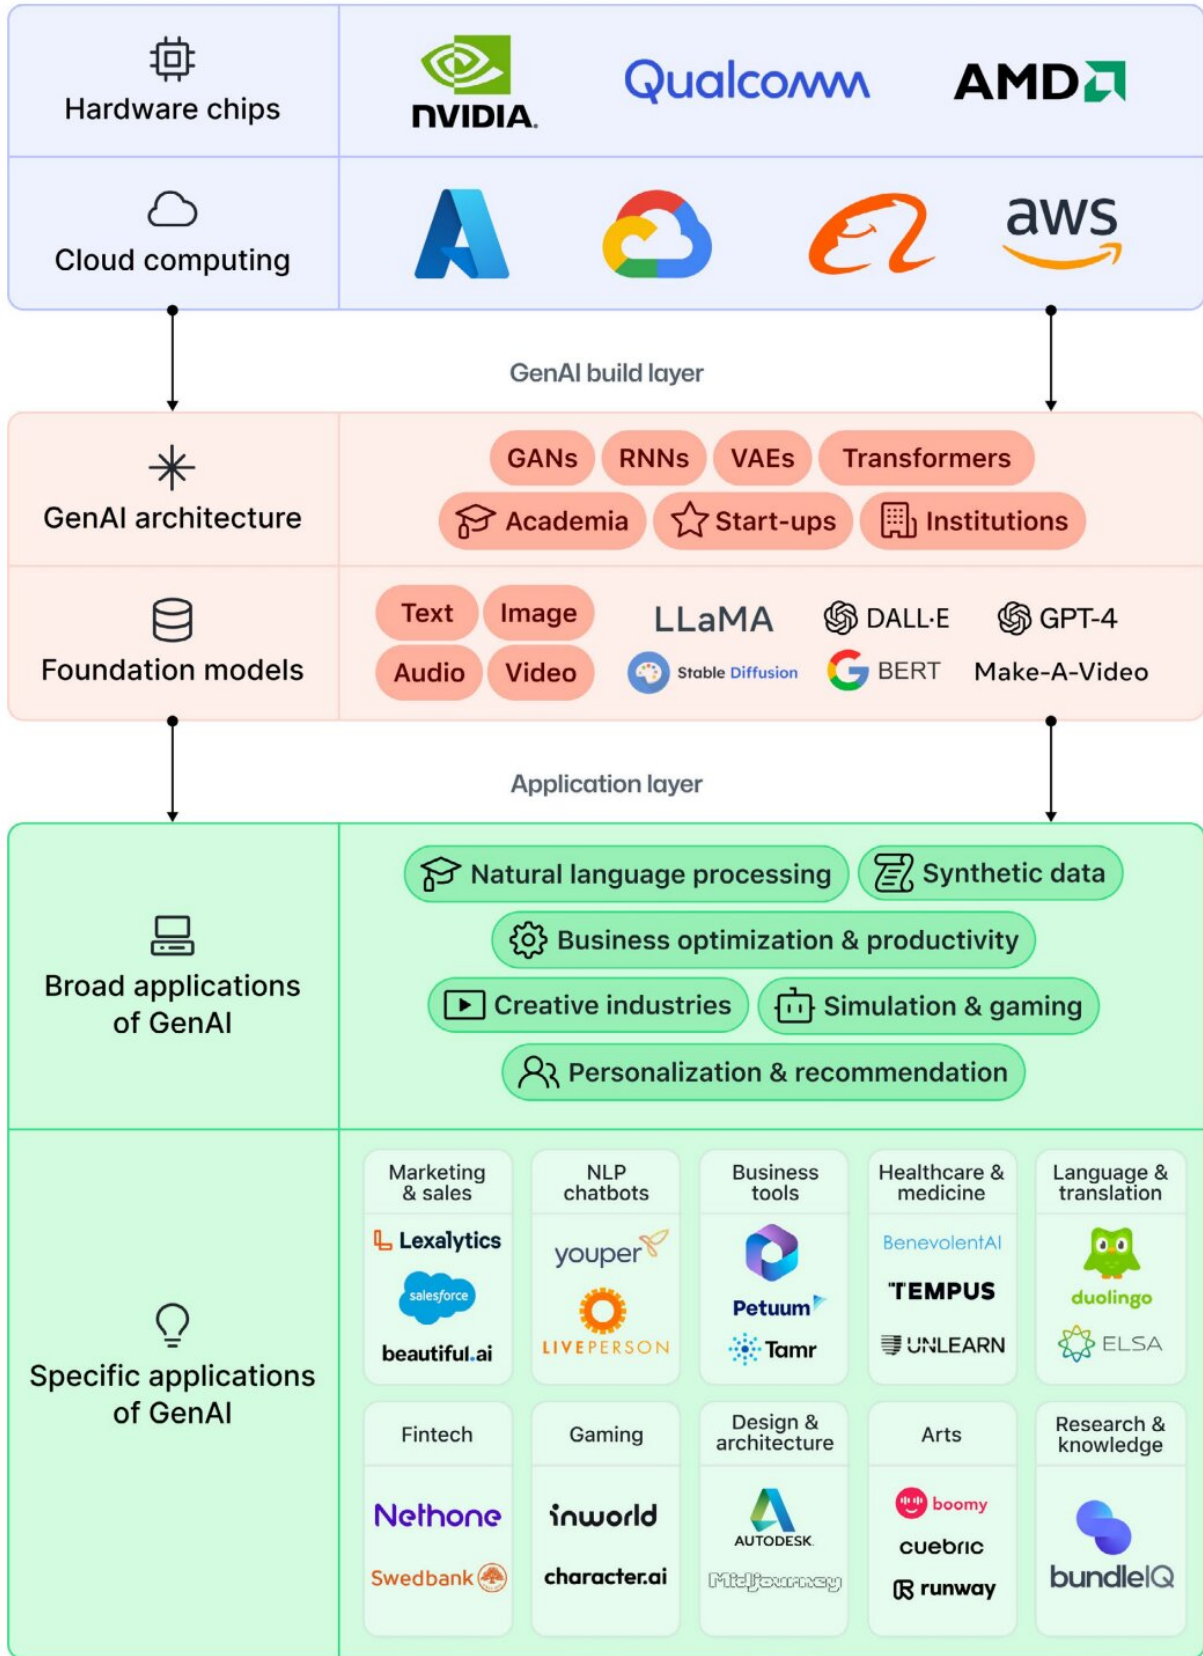 Hardware chips
NVIDIA.
Qualcomm
AMD
Cloud computing
aws
GenAI build layer
GenAI architecture
GANs
RNNs
VAEs
Transformers
Academia
Start-ups
Institutions
Foundation models
Text
Image
Audio
Video
LLaMA
DALL·E
GPT-4
Stable Diffusion
BERT
Make-A-Video
Application layer
Broad applications
of GenAI
Natural language processing
Synthetic data
Business optimization & productivity
Creative industries
Simulation & gaming
Personalization & recommendation
Specific applications
of GenAI
Marketing
& sales
Lexalytics
salesforce
beautiful.ai
NLP
chatbots
youper
LIVEPERSON
Business
tools
Petuum
Tamr
Healthcare &
medicine
BenevolentAI
TEMPUS
UNLEARN
Language &
translation
duolingo
ELSA
Fintech
Nethone
Swedbank
Gaming
inworld
character.ai
Design &
architecture
AUTODESK.
Midjourney
Arts
boomy
cuebric
runway
Research &
knowledge
bundleIQ